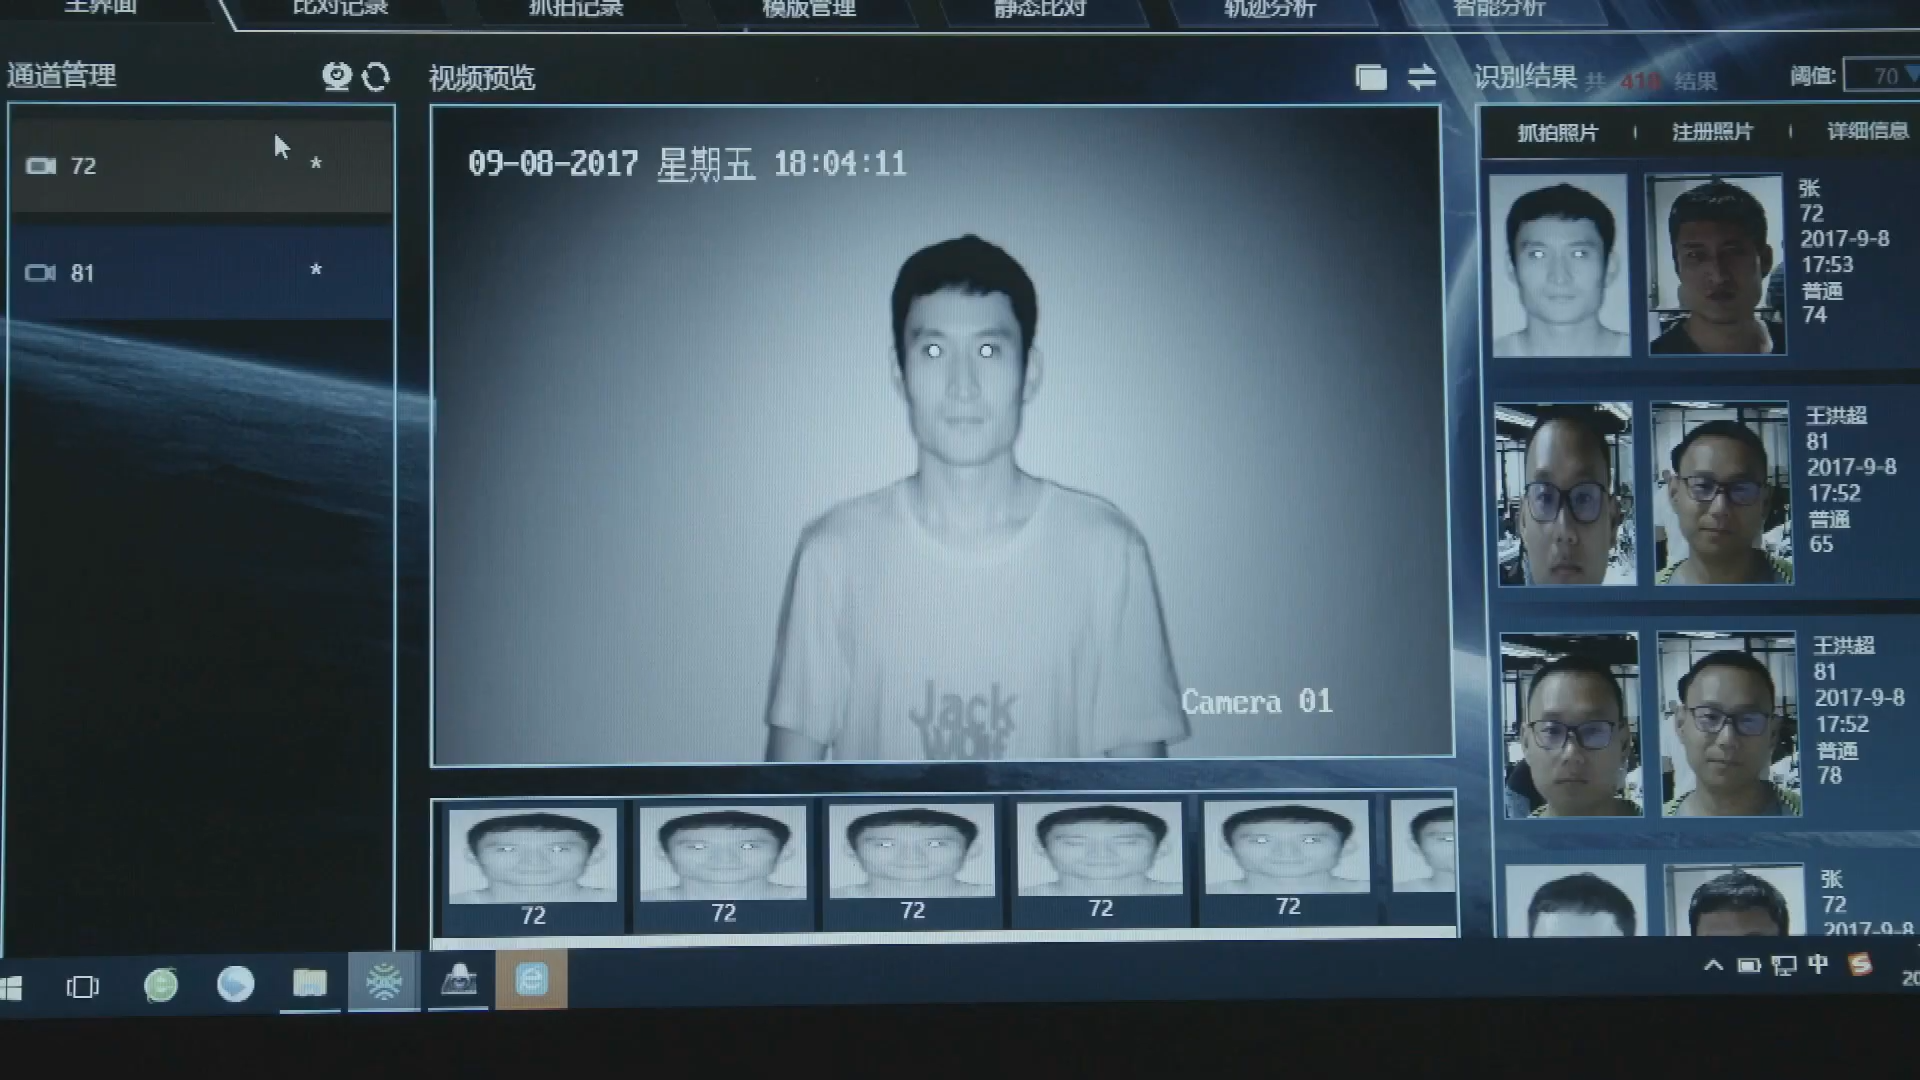 主界面
比对记录
抓拍记录
模版管理
静态比对
轨迹分析
智能分析
通道管理
72 *
81 *
视频预览
09-08-2017 星期五 18:04:11
Jack
Wolf
Camera 01
72
72
72
72
72
识别结果 共 418 结果
阈值: 70
抓拍照片
注册照片
详细信息
张
72
2017-9-8
17:53
普通
74
王洪超
81
2017-9-8
17:52
普通
65
王洪超
81
2017-9-8
17:52
普通
78
张
72
2017-9-8
中